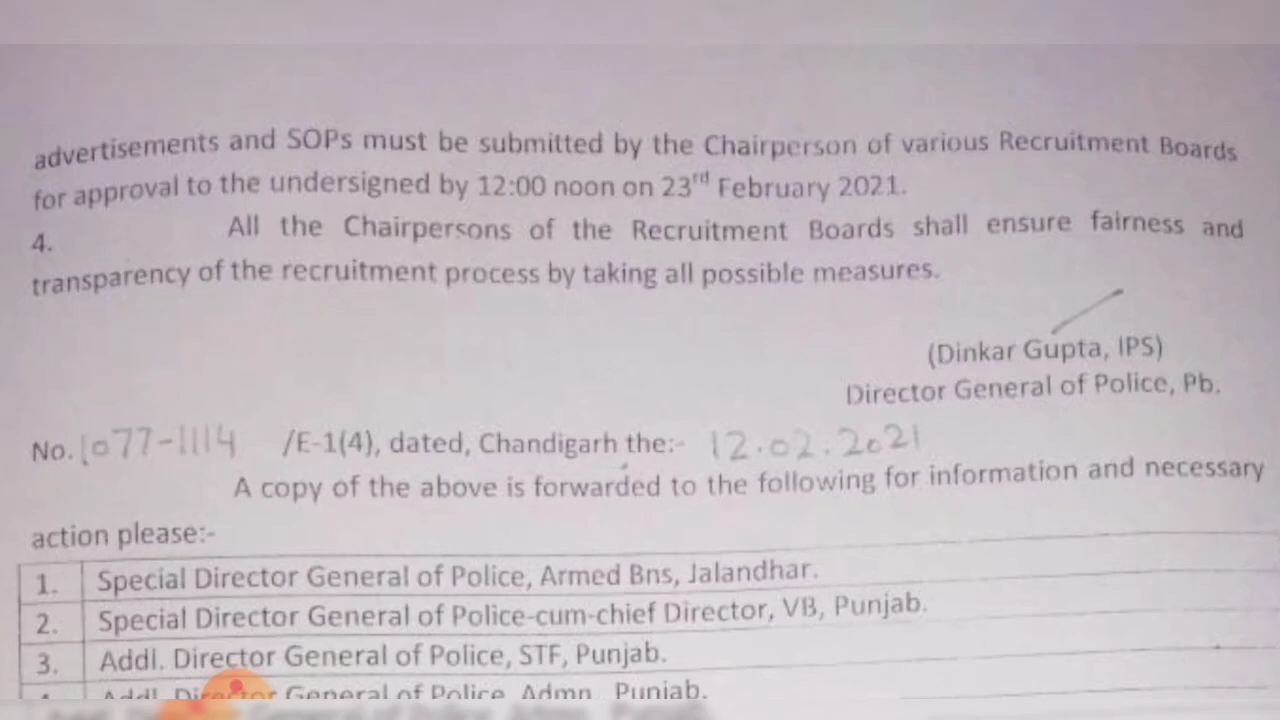 advertisements and SOPs must be submitted by the Chairperson of various Recruitment Boards
for approval to the undersigned by 12:00 noon on 23rd February 2021.
4. All the Chairpersons of the Recruitment Boards shall ensure fairness and
transparency of the recruitment process by taking all possible measures.
(Dinkar Gupta, IPS)
Director General of Police, Pb.
No. 1077-1114 /E-1(4), dated, Chandigarh the:- 12.02.2021
A copy of the above is forwarded to the following for information and necessary
action please:-
1. Special Director General of Police, Armed Bns, Jalandhar.
2. Special Director General of Police-cum-chief Director, VB, Punjab.
3. Addl. Director General of Police, STF, Punjab.
Addl. Director General of Police, Admn, Punjab.